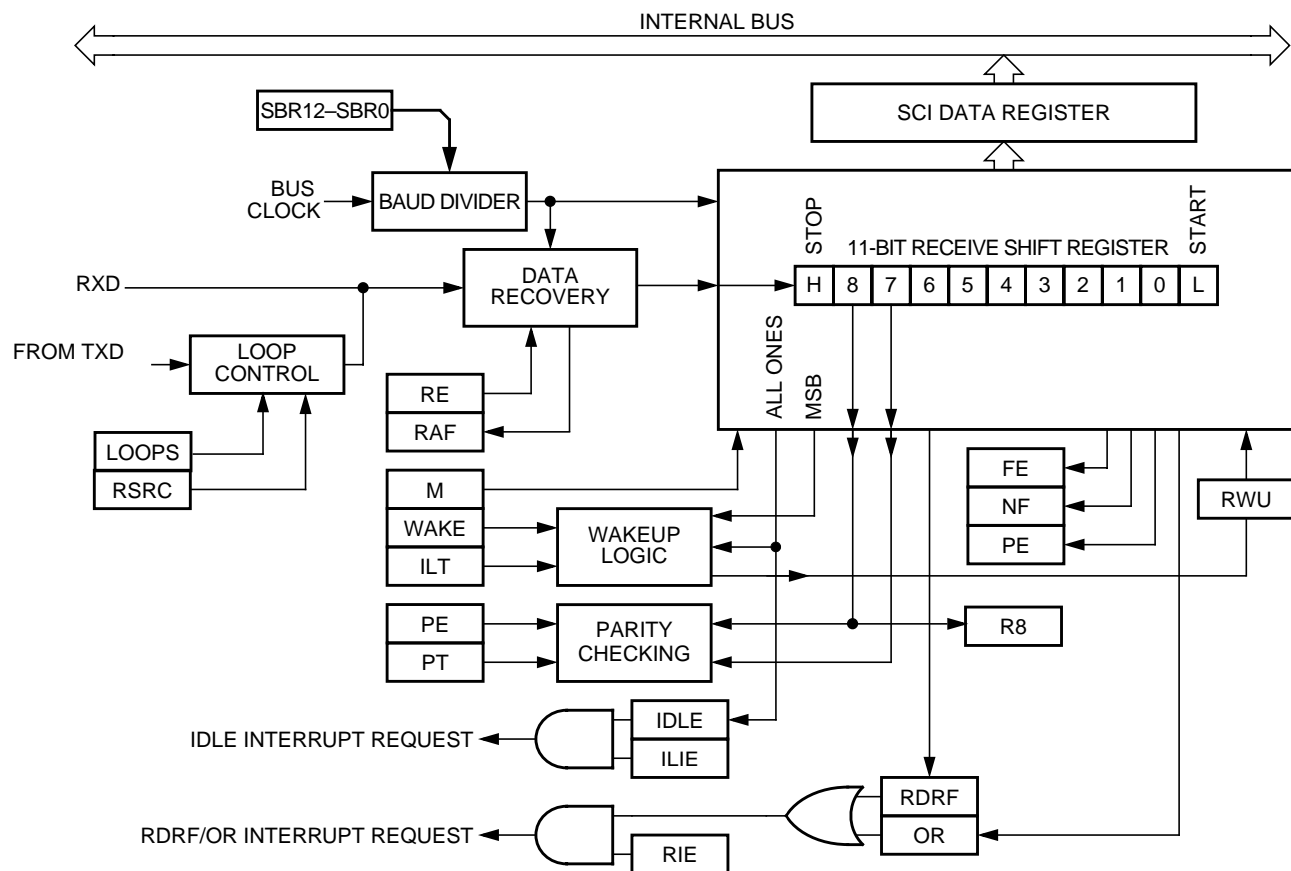 INTERNAL BUS
SBR12–SBR0
SCI DATA REGISTER
BUS
CLOCK
BAUD DIVIDER
STOP
11-BIT RECEIVE SHIFT REGISTER
START
RXD
DATA
RECOVERY
H 8 7 6 5 4 3 2 1 0 L
FROM TXD
LOOP
CONTROL
ALL ONES
MSB
RE
RAF
LOOPS
RSRC
M
WAKE
ILT
WAKEUP
LOGIC
FE
NF
PE
RWU
PE
PT
PARITY
CHECKING
R8
IDLE INTERRUPT REQUEST
IDLE
ILIE
RDRF/OR INTERRUPT REQUEST
RDRF
OR
RIE